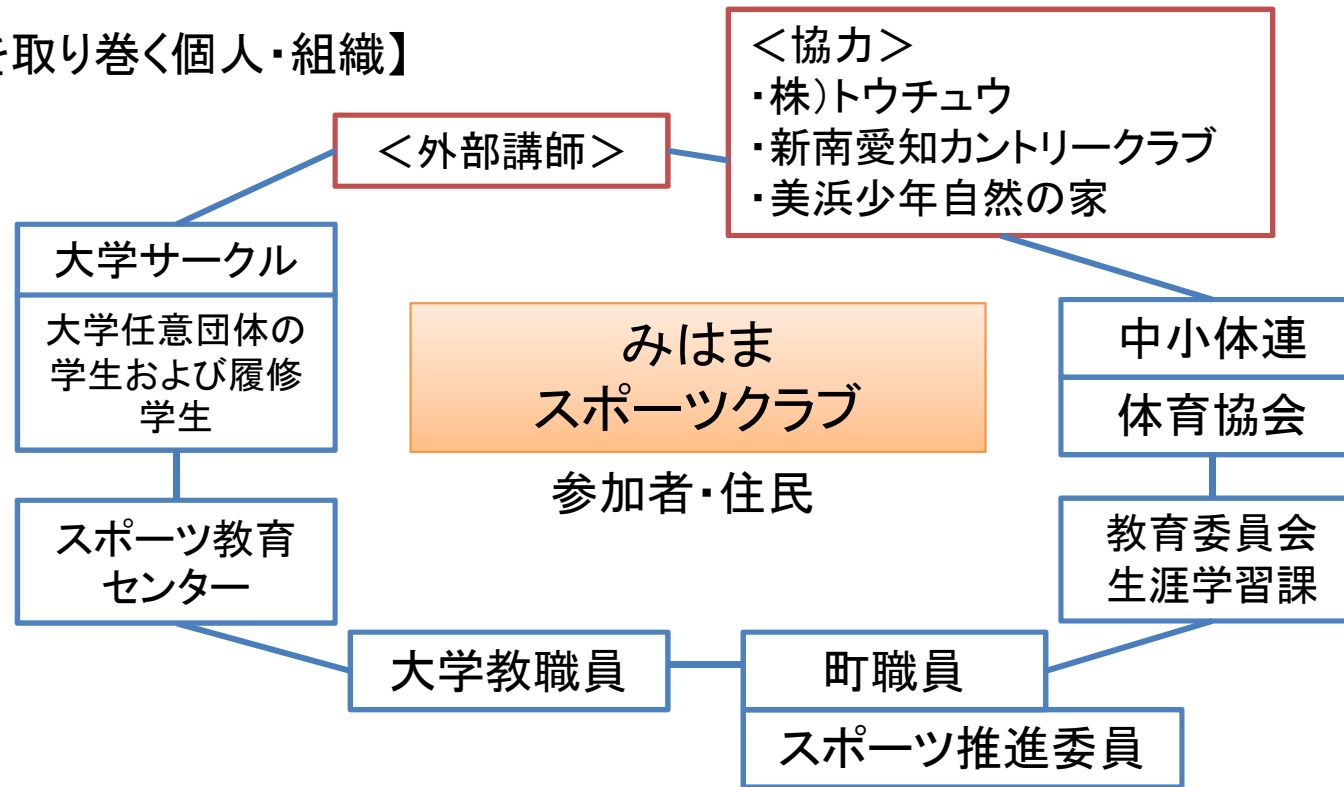 を取り巻く個人・組織】
＜協力＞
・株）トウチュウ
・新南愛知カントリークラブ
・美浜少年自然の家
＜外部講師＞
大学サークル
大学任意団体の
学生および履修
学生
みはま
スポーツクラブ
参加者・住民
中小体連
体育協会
スポーツ教育
センター
教育委員会
生涯学習課
大学教職員
町職員
スポーツ推進委員